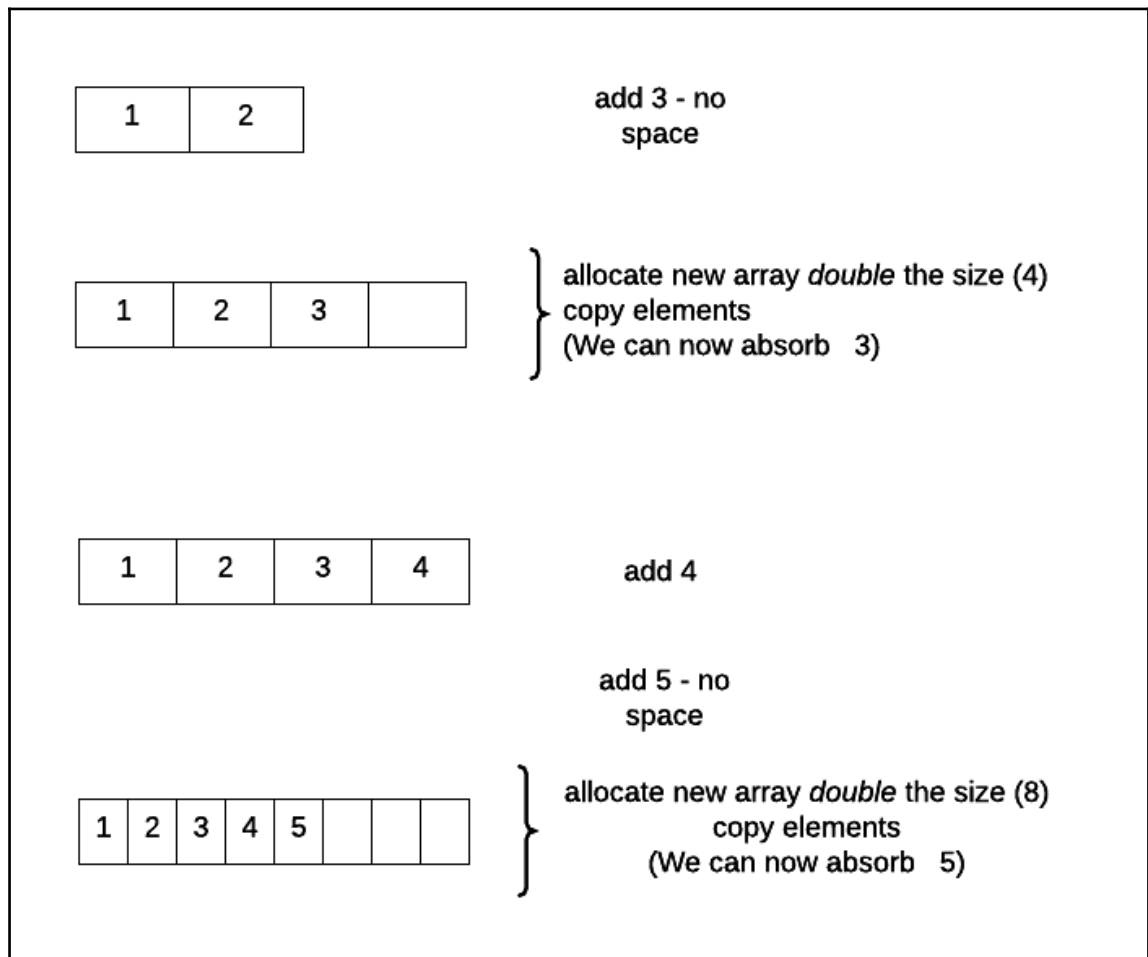 1 2
add 3 - no
space
1 2 3
allocate new array double the size (4)
copy elements
(We can now absorb 3)
1 2 3 4
add 4
add 5 - no
space
1 2 3 4 5
allocate new array double the size (8)
copy elements
(We can now absorb 5)